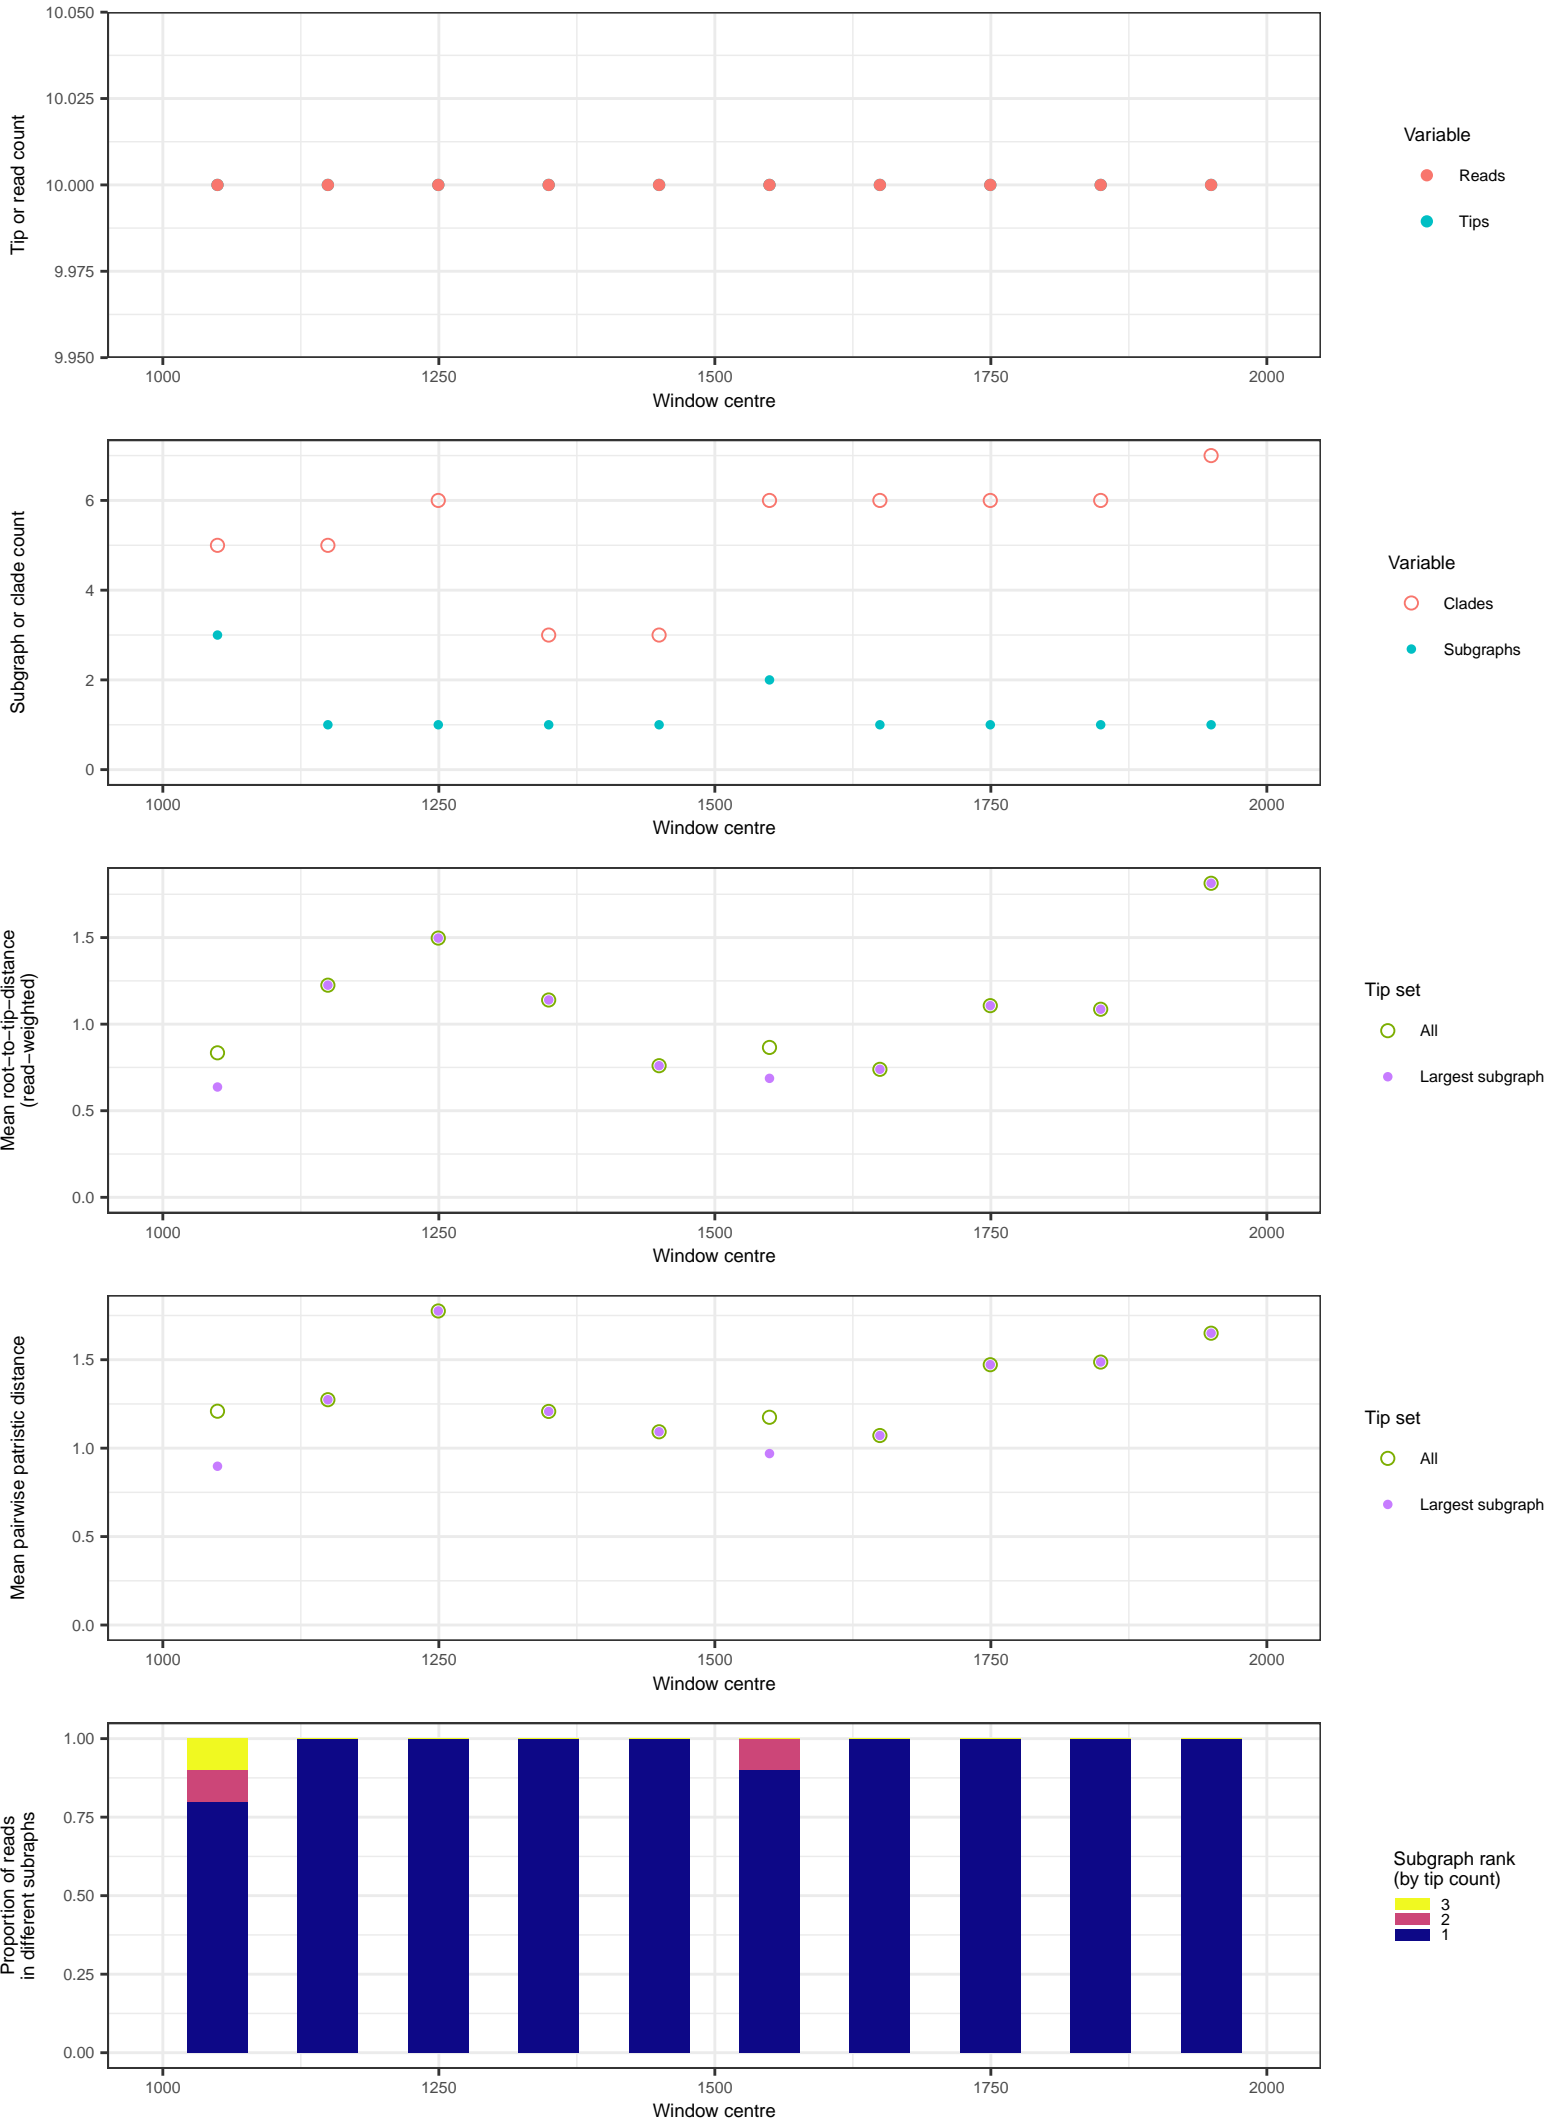 10.050
10.025
10.000
9.975
9.950
Tip or read count
1000 1250 1500 1750 2000
Window centre
Variable
Reads
Tips
6
4
2
0
Subgraph or clade count
1000 1250 1500 1750 2000
Window centre
Variable
Clades
Subgraphs
1.5
1.0
0.5
0.0
Mean root−to−tip−distance
(read−weighted)
1000 1250 1500 1750 2000
Window centre
Tip set
All
Largest subgraph
1.5
1.0
0.5
0.0
Mean pairwise patristic distance
1000 1250 1500 1750 2000
Window centre
Tip set
All
Largest subgraph
1.00
0.75
0.50
0.25
0.00
Proportion of reads
in different subraphs
1000 1250 1500 1750 2000
Window centre
Subgraph rank
(by tip count)
3
2
1